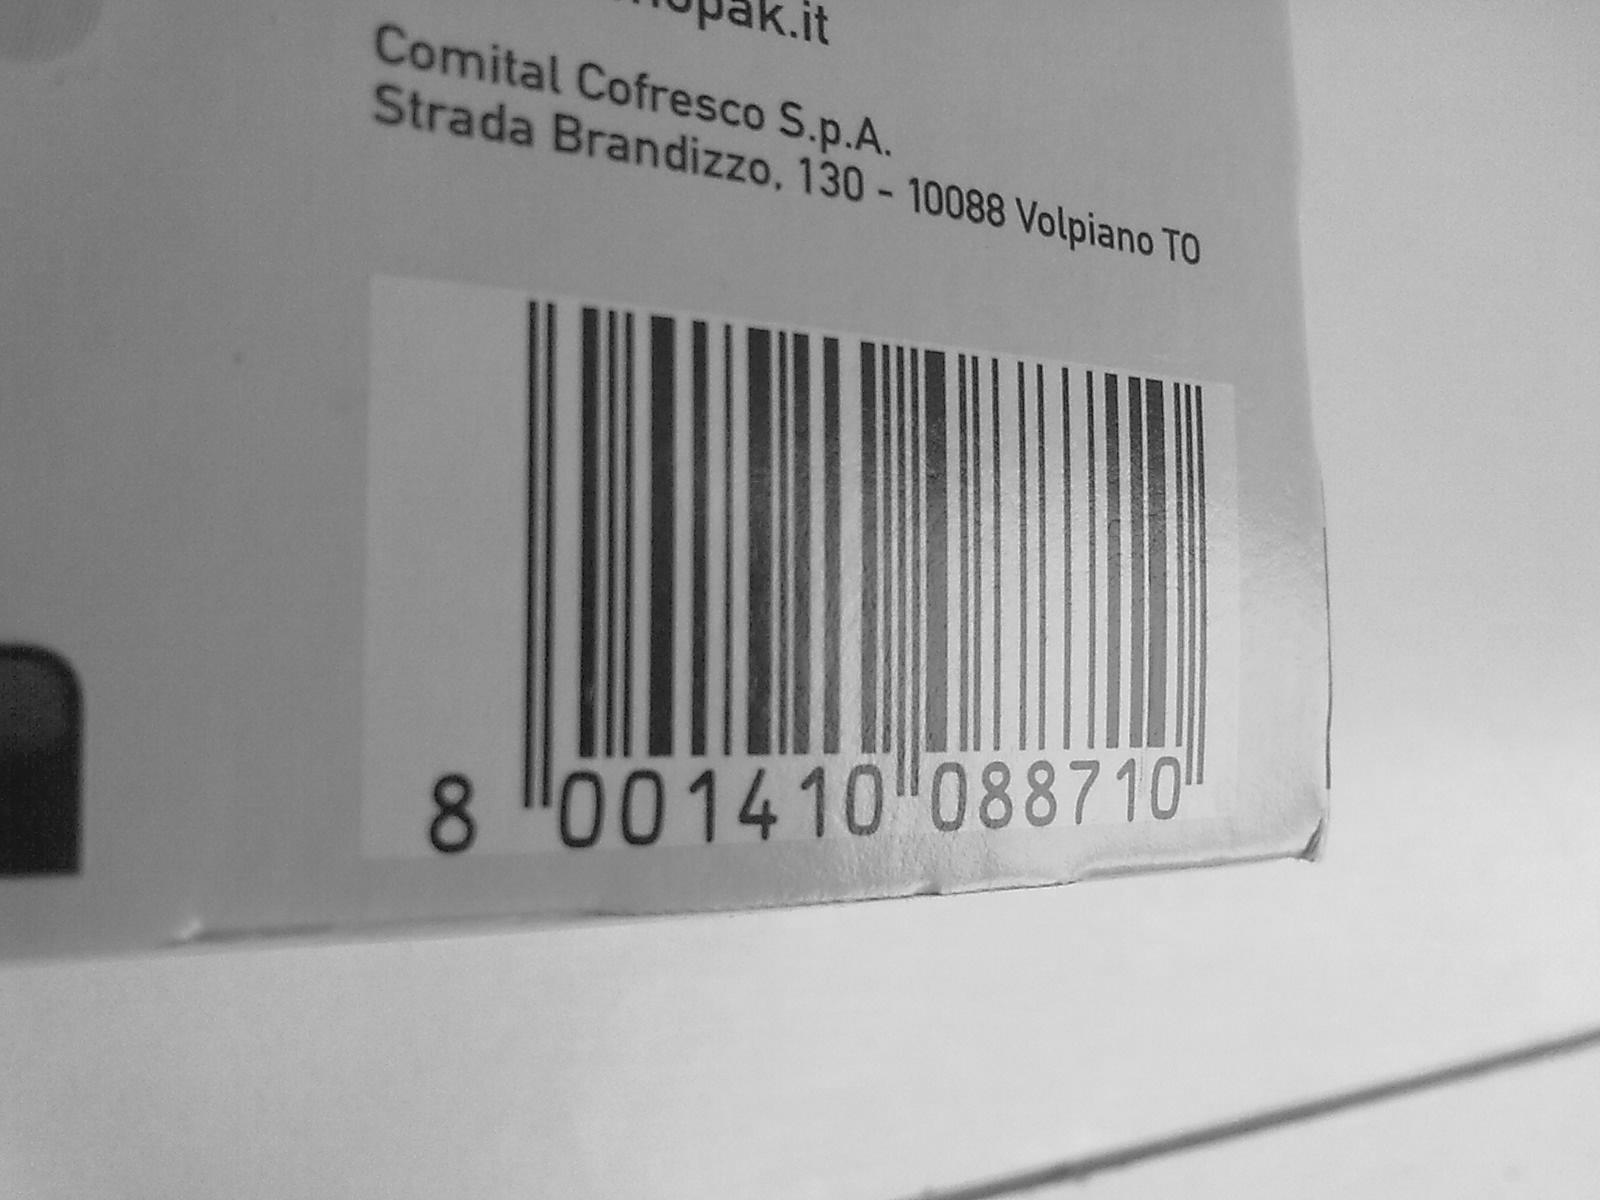 Comital Cofresco S.p.A.
Strada Brandizzo, 130 - 10088 Volpiano TO
8 001410 088710